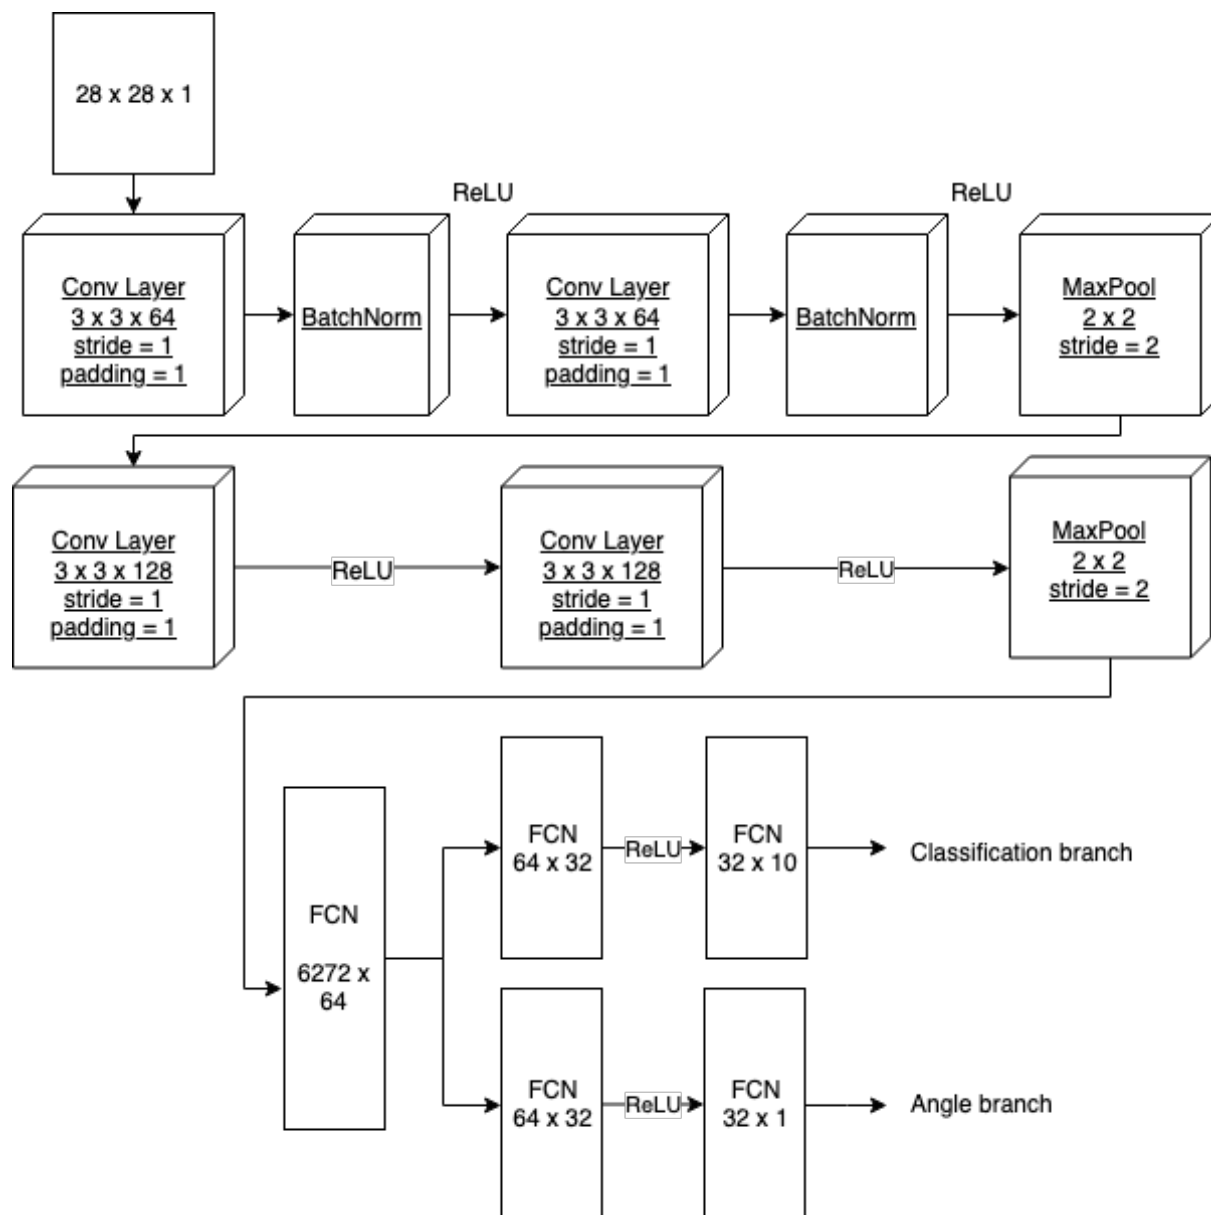 28 x 28 x 1
ReLU
ReLU
Conv Layer
3 x 3 x 64
stride = 1
padding = 1
BatchNorm
Conv Layer
3 x 3 x 64
stride = 1
padding = 1
BatchNorm
MaxPool
2 x 2
stride = 2
Conv Layer
3 x 3 x 128
stride = 1
padding = 1
ReLU
Conv Layer
3 x 3 x 128
stride = 1
padding = 1
ReLU
MaxPool
2 x 2
stride = 2
FCN
6272 x
64
FCN
64 x 32
ReLU
FCN
32 x 10
Classification branch
FCN
64 x 32
ReLU
FCN
32 x 1
Angle branch